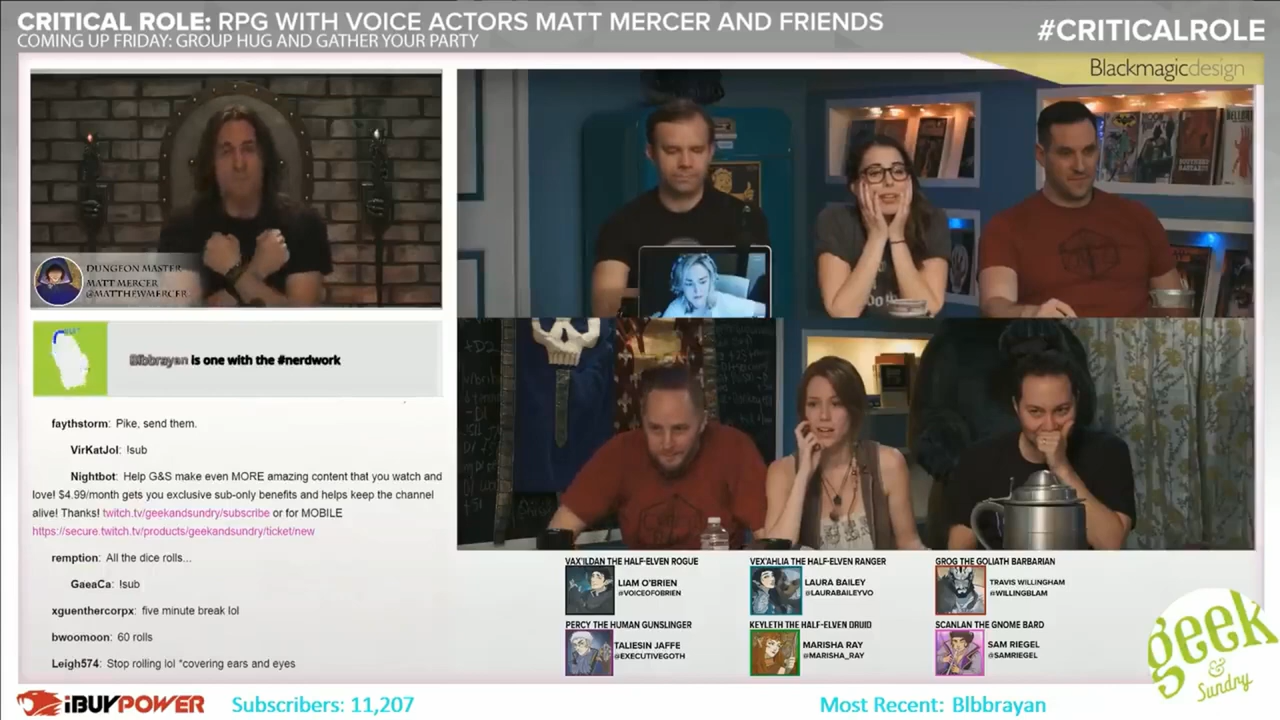 CRITICAL ROLE: RPG WITH VOICE ACTORS MATT MERCER AND FRIENDS
COMING UP FRIDAY: GROUP HUG AND GATHER YOUR PARTY
#CRITICALROLE
Blackmagicdesign
DUNGEON MASTER
MATT MERCER
@MATTHEWMERCER
Blbbrayan is one with the #nerdwork
faythstorm: Pike, send them.
VirKatJol: !sub
Nightbot: Help G&S make even MORE amazing content that you watch and
love! $4.99/month gets you exclusive sub-only benefits and helps keep the channel
alive! Thanks! twitch.tv/geekandsundry/subscribe or for MOBILE
https://secure.twitch.tv/products/geekandsundry/ticket/new
remption: All the dice rolls...
GaeaCa: !sub
xguenthercorpx: five minute break lol
bwoomoon: 60 rolls
Leigh574: Stop rolling lol *covering ears and eyes
VAX'ILDAN THE HALF-ELVEN ROGUE
LIAM O'BRIEN
@VOICEOFOBRIEN
VEX'AHLIA THE HALF-ELVEN RANGER
LAURA BAILEY
@LAURABAILEYVO
GROG THE GOLIATH BARBARIAN
TRAVIS WILLINGHAM
@WILLINGBLAM
PERCY THE HUMAN GUNSLINGER
TALIESIN JAFFE
@EXECUTIVEGOTH
KEYLETH THE HALF-ELVEN DRUID
MARISHA RAY
@MARISHA_RAY
SCANLAN THE GNOME BARD
SAM RIEGEL
@SAMRIEGEL
geek
&
Sundry
iBUYPOWER
Subscribers: 11,207
Most Recent: Blbbrayan